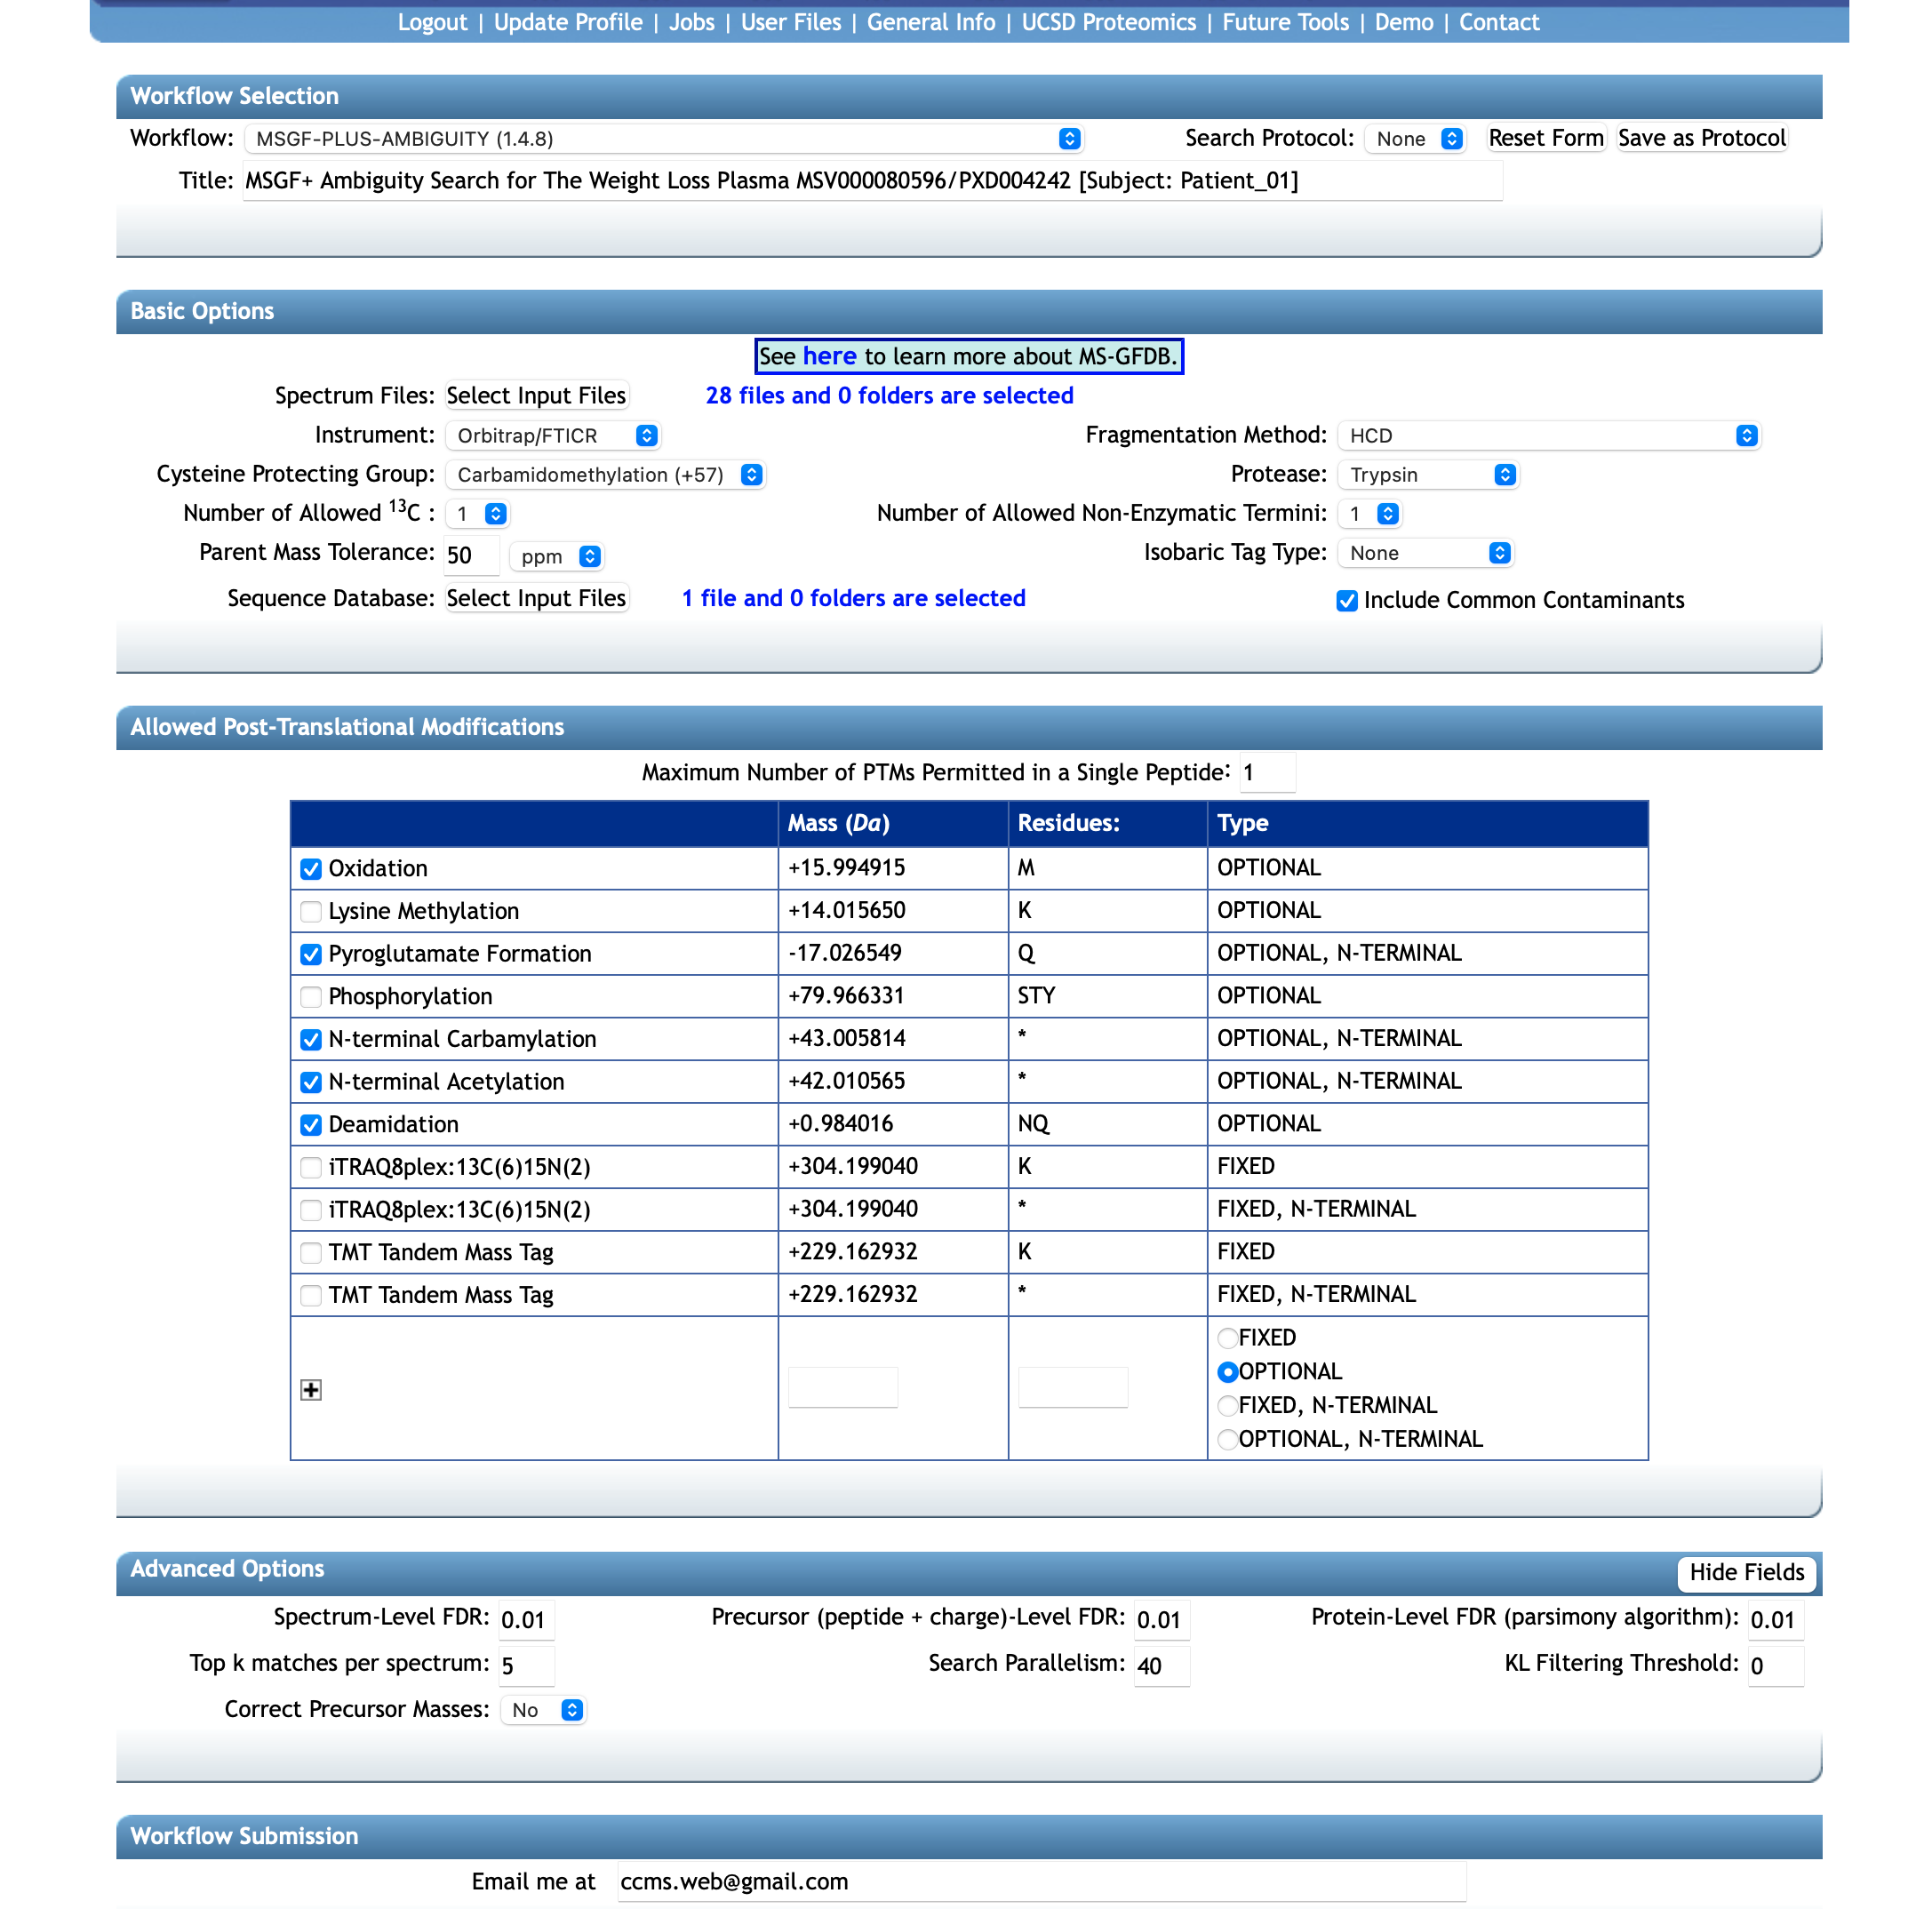 Logout | Update Profile | Jobs | User Files | General Info | UCSD Proteomics | Future Tools | Demo | Contact
Workflow Selection
Workflow: MSGF-PLUS-AMBIGUITY (1.4.8) Search Protocol: None Reset Form Save as Protocol
Title: MSGF+ Ambiguity Search for The Weight Loss Plasma MSV000080596/PXD004242 [Subject: Patient_01]
Basic Options
See here to learn more about MS-GFDB.
Spectrum Files: Select Input Files 28 files and 0 folders are selected
Instrument: Orbitrap/FTICR Fragmentation Method: HCD
Cysteine Protecting Group: Carbamidomethylation (+57) Protease: Trypsin
Number of Allowed ¹³C : 1 Number of Allowed Non-Enzymatic Termini: 1
Parent Mass Tolerance: 50 ppm Isobaric Tag Type: None
Sequence Database: Select Input Files 1 file and 0 folders are selected Include Common Contaminants
Allowed Post-Translational Modifications
Maximum Number of PTMs Permitted in a Single Peptide: 1
Mass (Da) Residues: Type
Oxidation +15.994915 M OPTIONAL
Lysine Methylation +14.015650 K OPTIONAL
Pyroglutamate Formation -17.026549 Q OPTIONAL, N-TERMINAL
Phosphorylation +79.966331 STY OPTIONAL
N-terminal Carbamylation +43.005814 * OPTIONAL, N-TERMINAL
N-terminal Acetylation +42.010565 * OPTIONAL, N-TERMINAL
Deamidation +0.984016 NQ OPTIONAL
iTRAQ8plex:13C(6)15N(2) +304.199040 K FIXED
iTRAQ8plex:13C(6)15N(2) +304.199040 * FIXED, N-TERMINAL
TMT Tandem Mass Tag +229.162932 K FIXED
TMT Tandem Mass Tag +229.162932 * FIXED, N-TERMINAL
FIXED
OPTIONAL
FIXED, N-TERMINAL
OPTIONAL, N-TERMINAL
Advanced Options Hide Fields
Spectrum-Level FDR: 0.01 Precursor (peptide + charge)-Level FDR: 0.01 Protein-Level FDR (parsimony algorithm): 0.01
Top k matches per spectrum: 5 Search Parallelism: 40 KL Filtering Threshold: 0
Correct Precursor Masses: No
Workflow Submission
Email me at ccms.web@gmail.com